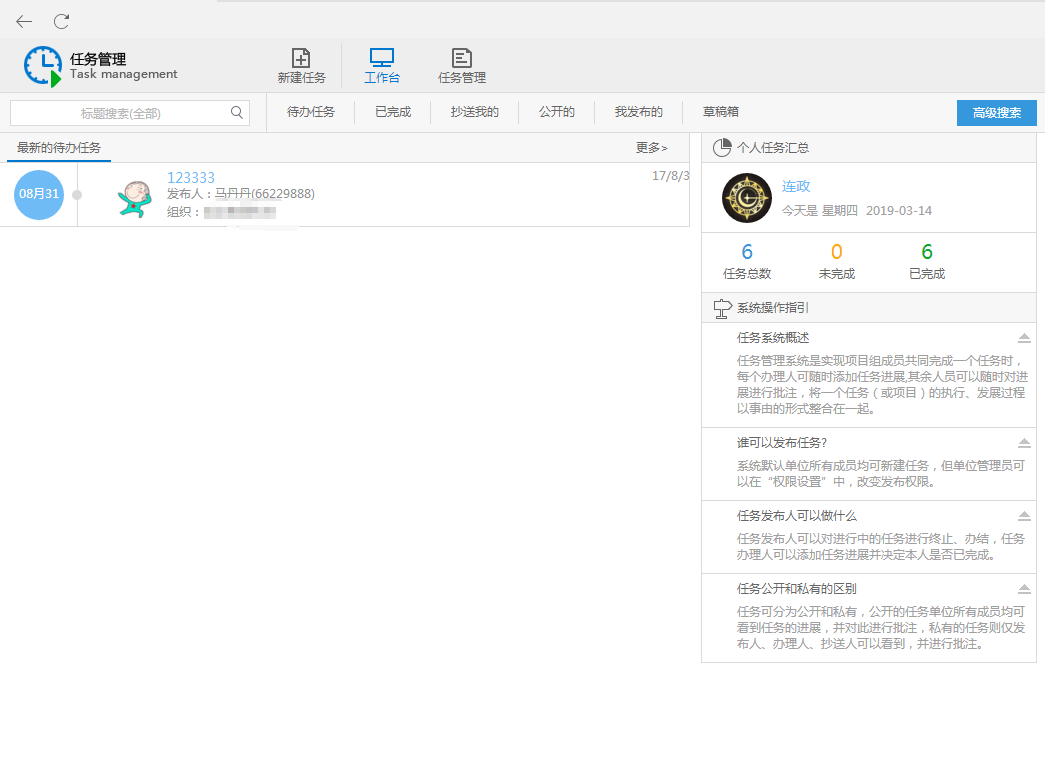 任务管理
Task management
新建任务
工作台
任务管理
标题搜索(全部)
待办任务
已完成
抄送我的
公开的
我发布的
草稿箱
高级搜索
最新的待办任务
更多>
08月31
123333
17/8/3
发布人：马丹丹(66229888)
组织：
个人任务汇总
连政
今天是 星期四 2019-03-14
6
0
6
任务总数
未完成
已完成
系统操作指引
任务系统概述
任务管理系统是实现项目组成员共同完成一个任务时，
每个办理人可随时添加任务进展,其余人员可以随时对进
展进行批注，将一个任务（或项目）的执行、发展过程
以事由的形式整合在一起。
谁可以发布任务?
系统默认单位所有成员均可新建任务，但单位管理员可
以在“权限设置”中，改变发布权限。
任务发布人可以做什么
任务发布人可以对进行中的任务进行终止、办结，任务
办理人可以添加任务进展并决定本人是否已完成。
任务公开和私有的区别
任务可分为公开和私有，公开的任务单位所有成员均可
看到任务的进展，并对此进行批注，私有的任务则仅发
布人、办理人、抄送人可以看到，并进行批注。